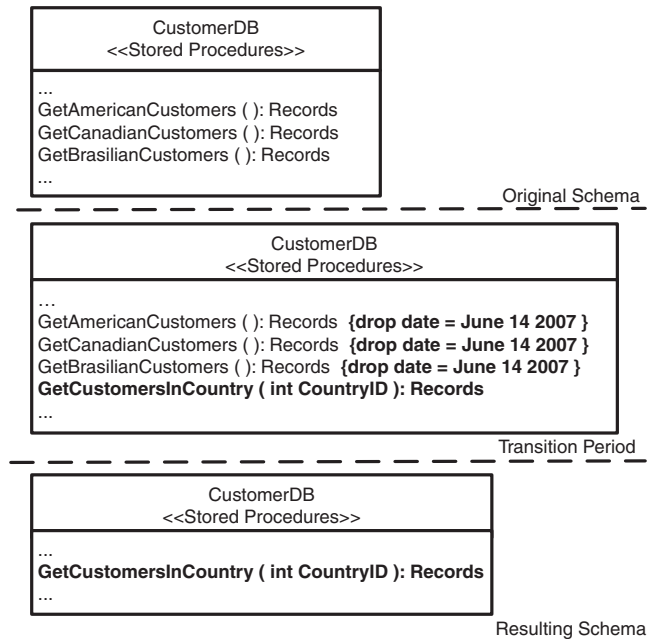 CustomerDB
<<Stored Procedures>>
...
GetAmericanCustomers ( ): Records
GetCanadianCustomers ( ): Records
GetBrasilianCustomers ( ): Records
...
Original Schema
CustomerDB
<<Stored Procedures>>
...
GetAmericanCustomers ( ): Records {drop date = June 14 2007 }
GetCanadianCustomers ( ): Records {drop date = June 14 2007 }
GetBrasilianCustomers ( ): Records {drop date = June 14 2007 }
GetCustomersInCountry ( int CountryID ): Records
...
Transition Period
CustomerDB
<<Stored Procedures>>
...
GetCustomersInCountry ( int CountryID ): Records
...
Resulting Schema